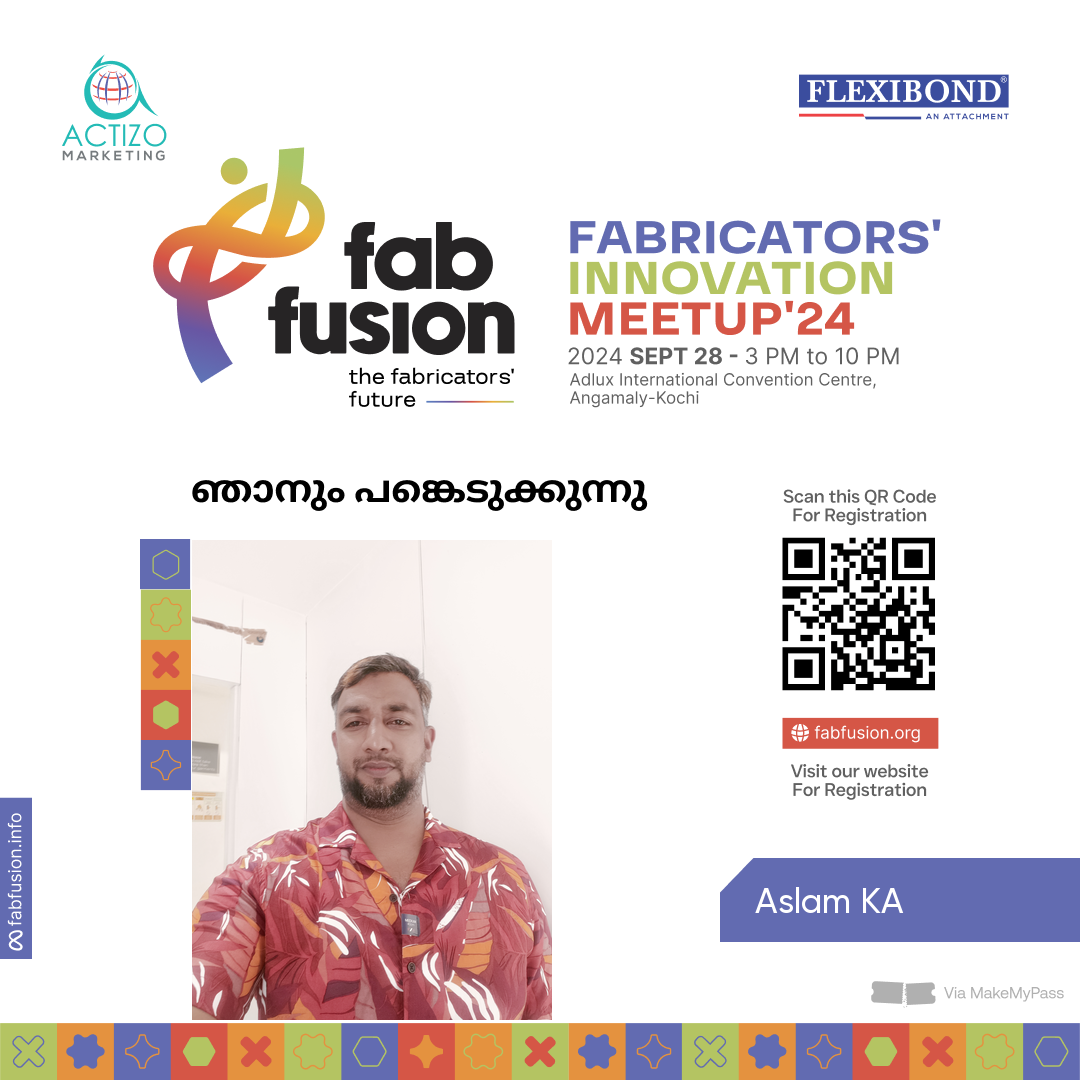 ACTIZO
MARKETING
FLEXIBOND®
AN ATTACHMENT
fab
fusion
the fabricators'
future
FABRICATORS'
INNOVATION
MEETUP'24
2024 SEPT 28 - 3 PM to 10 PM
Adlux International Convention Centre,
Angamaly-Kochi
ഞാനും പങ്കെടുക്കുന്നു
Scan this QR Code
For Registration
fabfusion.org
Visit our website
For Registration
fabfusion.info
Aslam KA
Via MakeMyPass